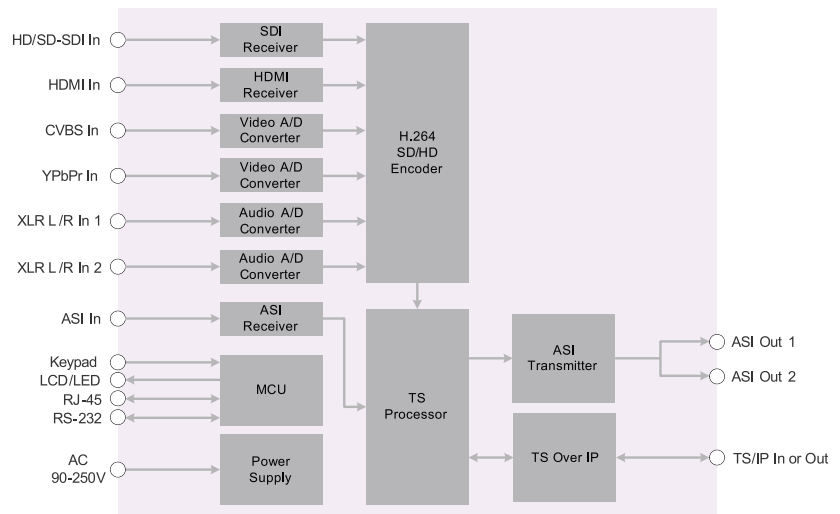 HD/SD-SDI In
SDI
Receiver
HDMI In
HDMI
Receiver
CVBS In
Video A/D
Converter
YPbPr In
Video A/D
Converter
XLR L /R In 1
Audio A/D
Converter
XLR L /R In 2
Audio A/D
Converter
H.264
SD/HD
Encoder
ASI In
ASI
Receiver
Keypad
LCD/LED
RJ-45
RS-232
MCU
AC
90-250V
Power
Supply
TS
Processor
ASI
Transmitter
ASI Out 1
ASI Out 2
TS Over IP
TS/IP In or Out